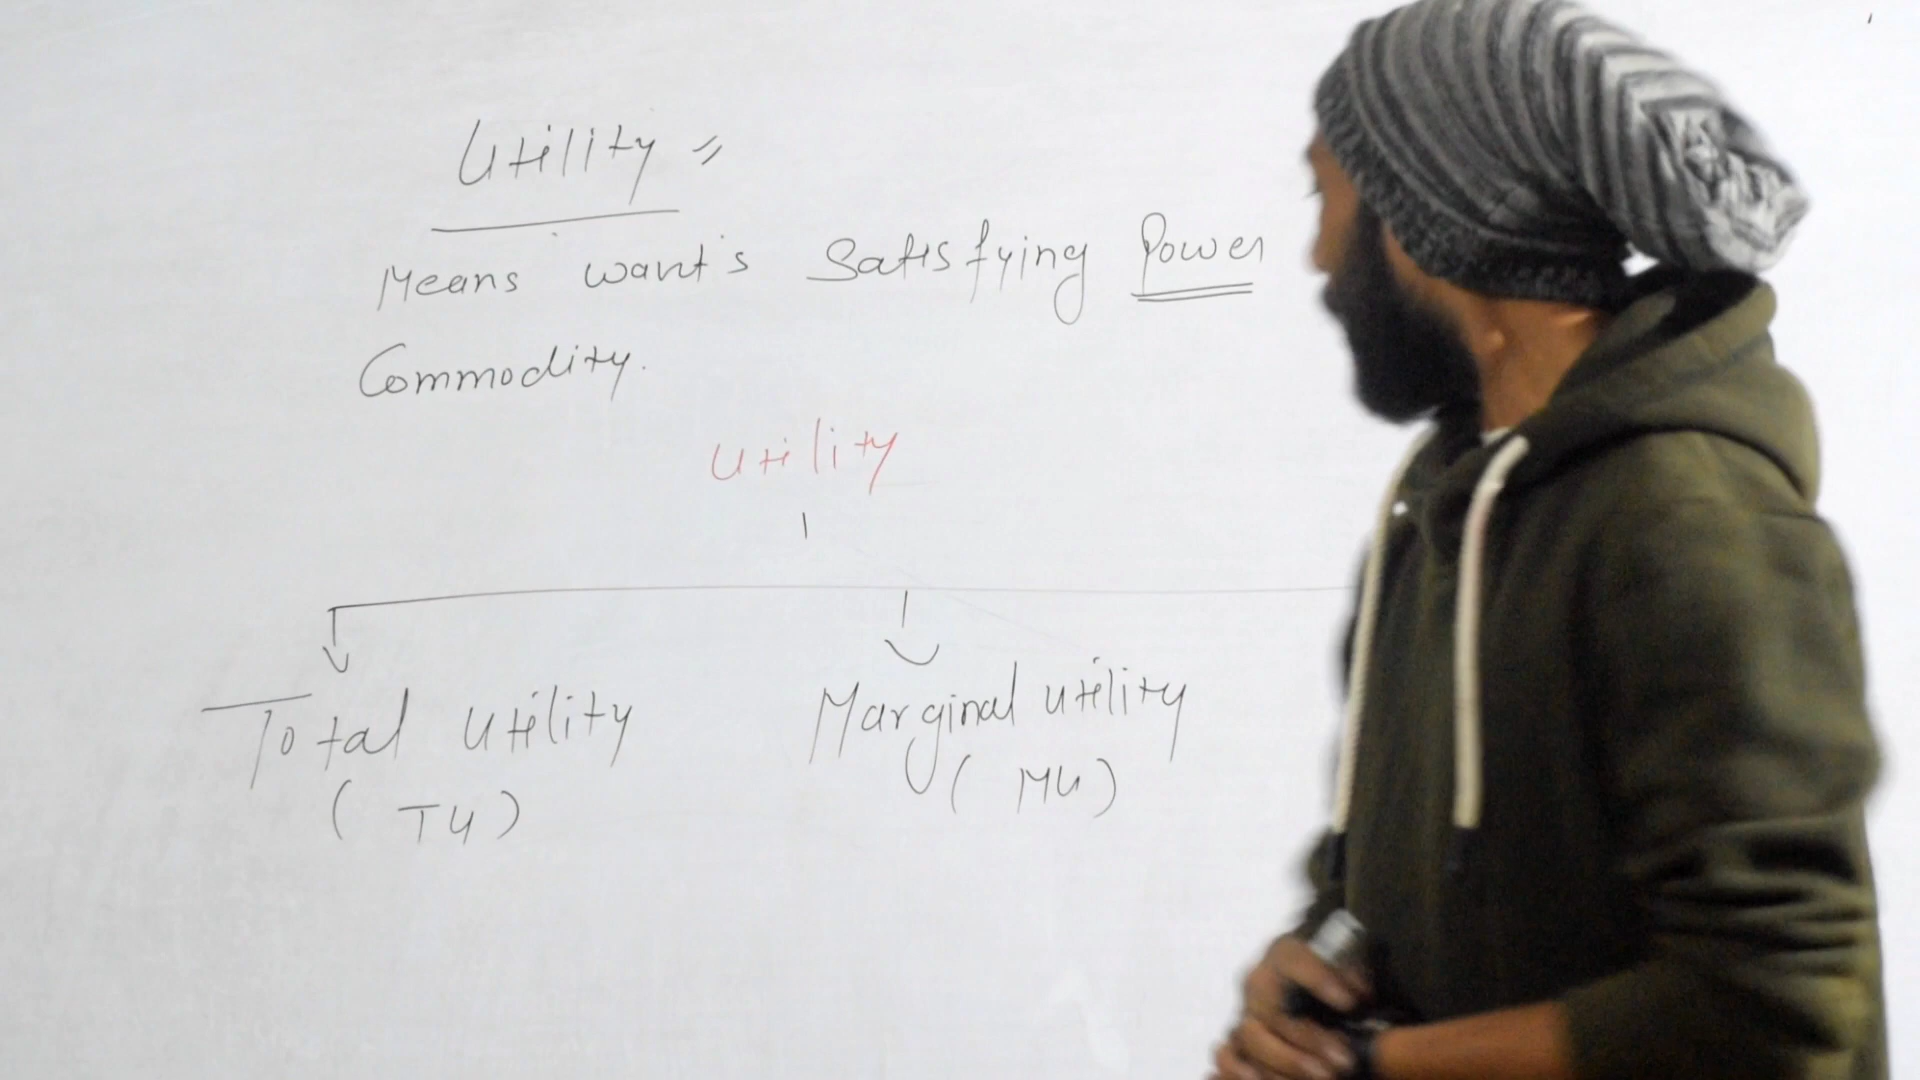 Utility =
Means want's Satisfying Power
Commodity.
Utility
Total Utility
Marginal Utility
(TU)
(MU)